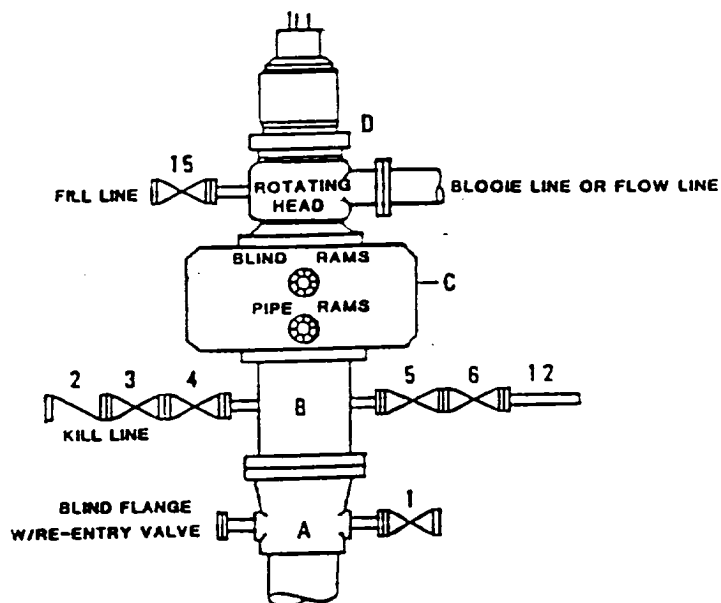 D
15
FILL LINE
ROTATING
HEAD
BLOOIE LINE OR FLOW LINE
BLIND RAMS
C
PIPE RAMS
2 3 4
5 6 12
B
KILL LINE
BLIND FLANGE
W/RE-ENTRY VALVE
A
1